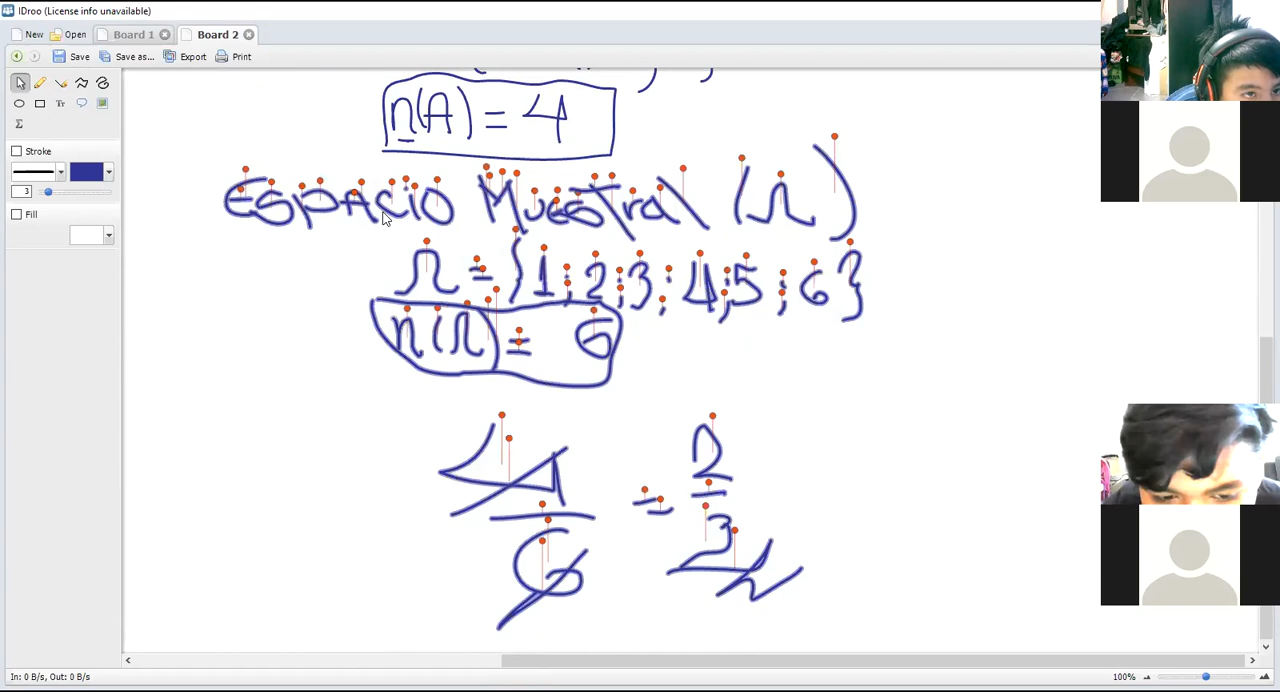 IDroo (License info unavailable)
New Open Board 1 Board 2
Save Save as... Export Print
n(A) = 4
Stroke
ESPACIO MUESTRAL (Ω)
3
Fill
Ω = {1;2;3;4;5;6}
n(Ω) = 6
4/6 = 2/3
In: 0 B/s, Out: 0 B/s 100%